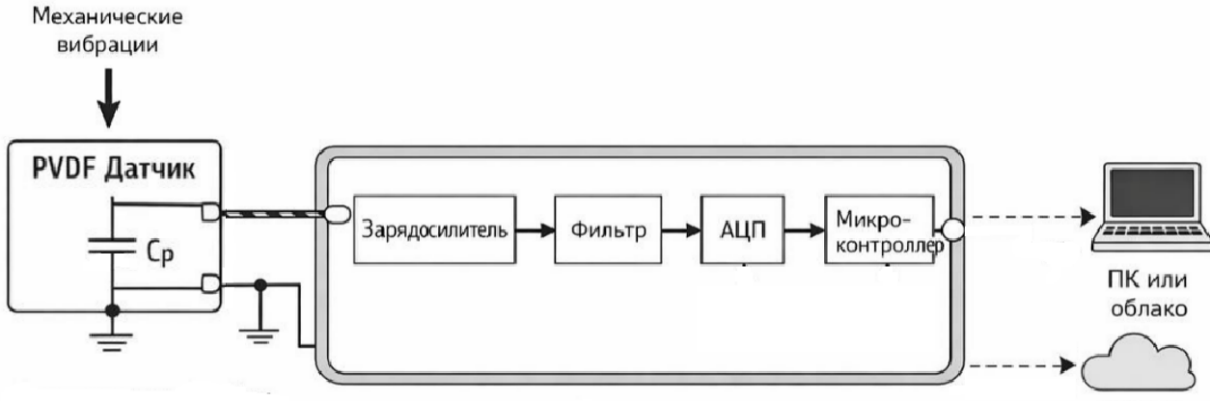 Механические
вибрации
PVDF Датчик
Cp
Зарядосилитель
Фильтр
АЦП
Микро-
контроллер
ПК или
облако